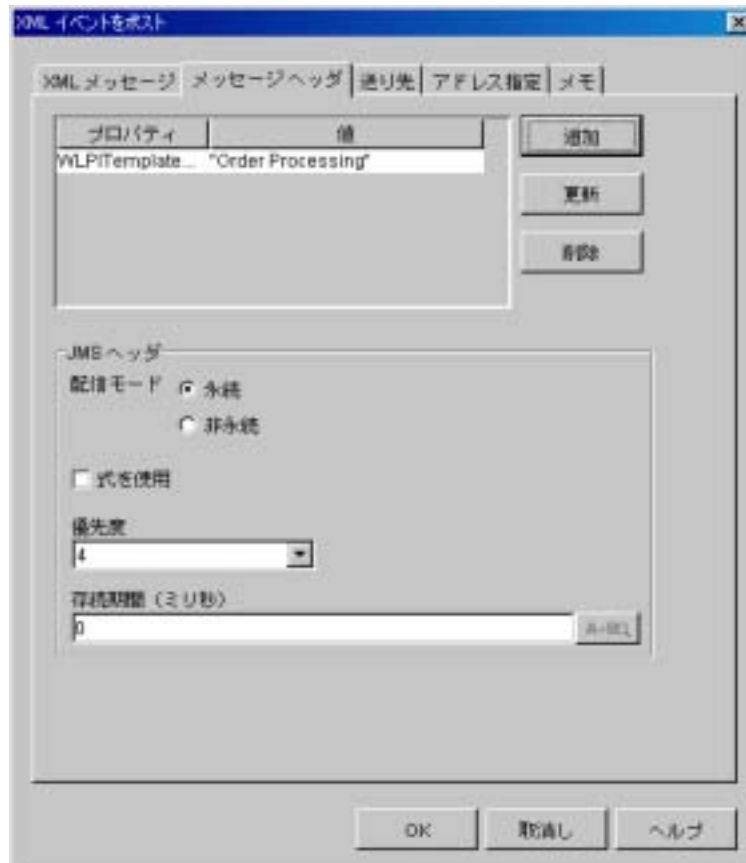 XML イベントをポスト
XML メッセージ メッセージヘッダ 送り先 アドレス指定 メモ
プロパティ 値
WLPITemplate... "Order Processing"
追加
更新
削除
JMS ヘッダ
配信モード 永続
非永続
式を使用
優先度
4
存続期間（ミリ秒）
0
OK 取消し ヘルプ